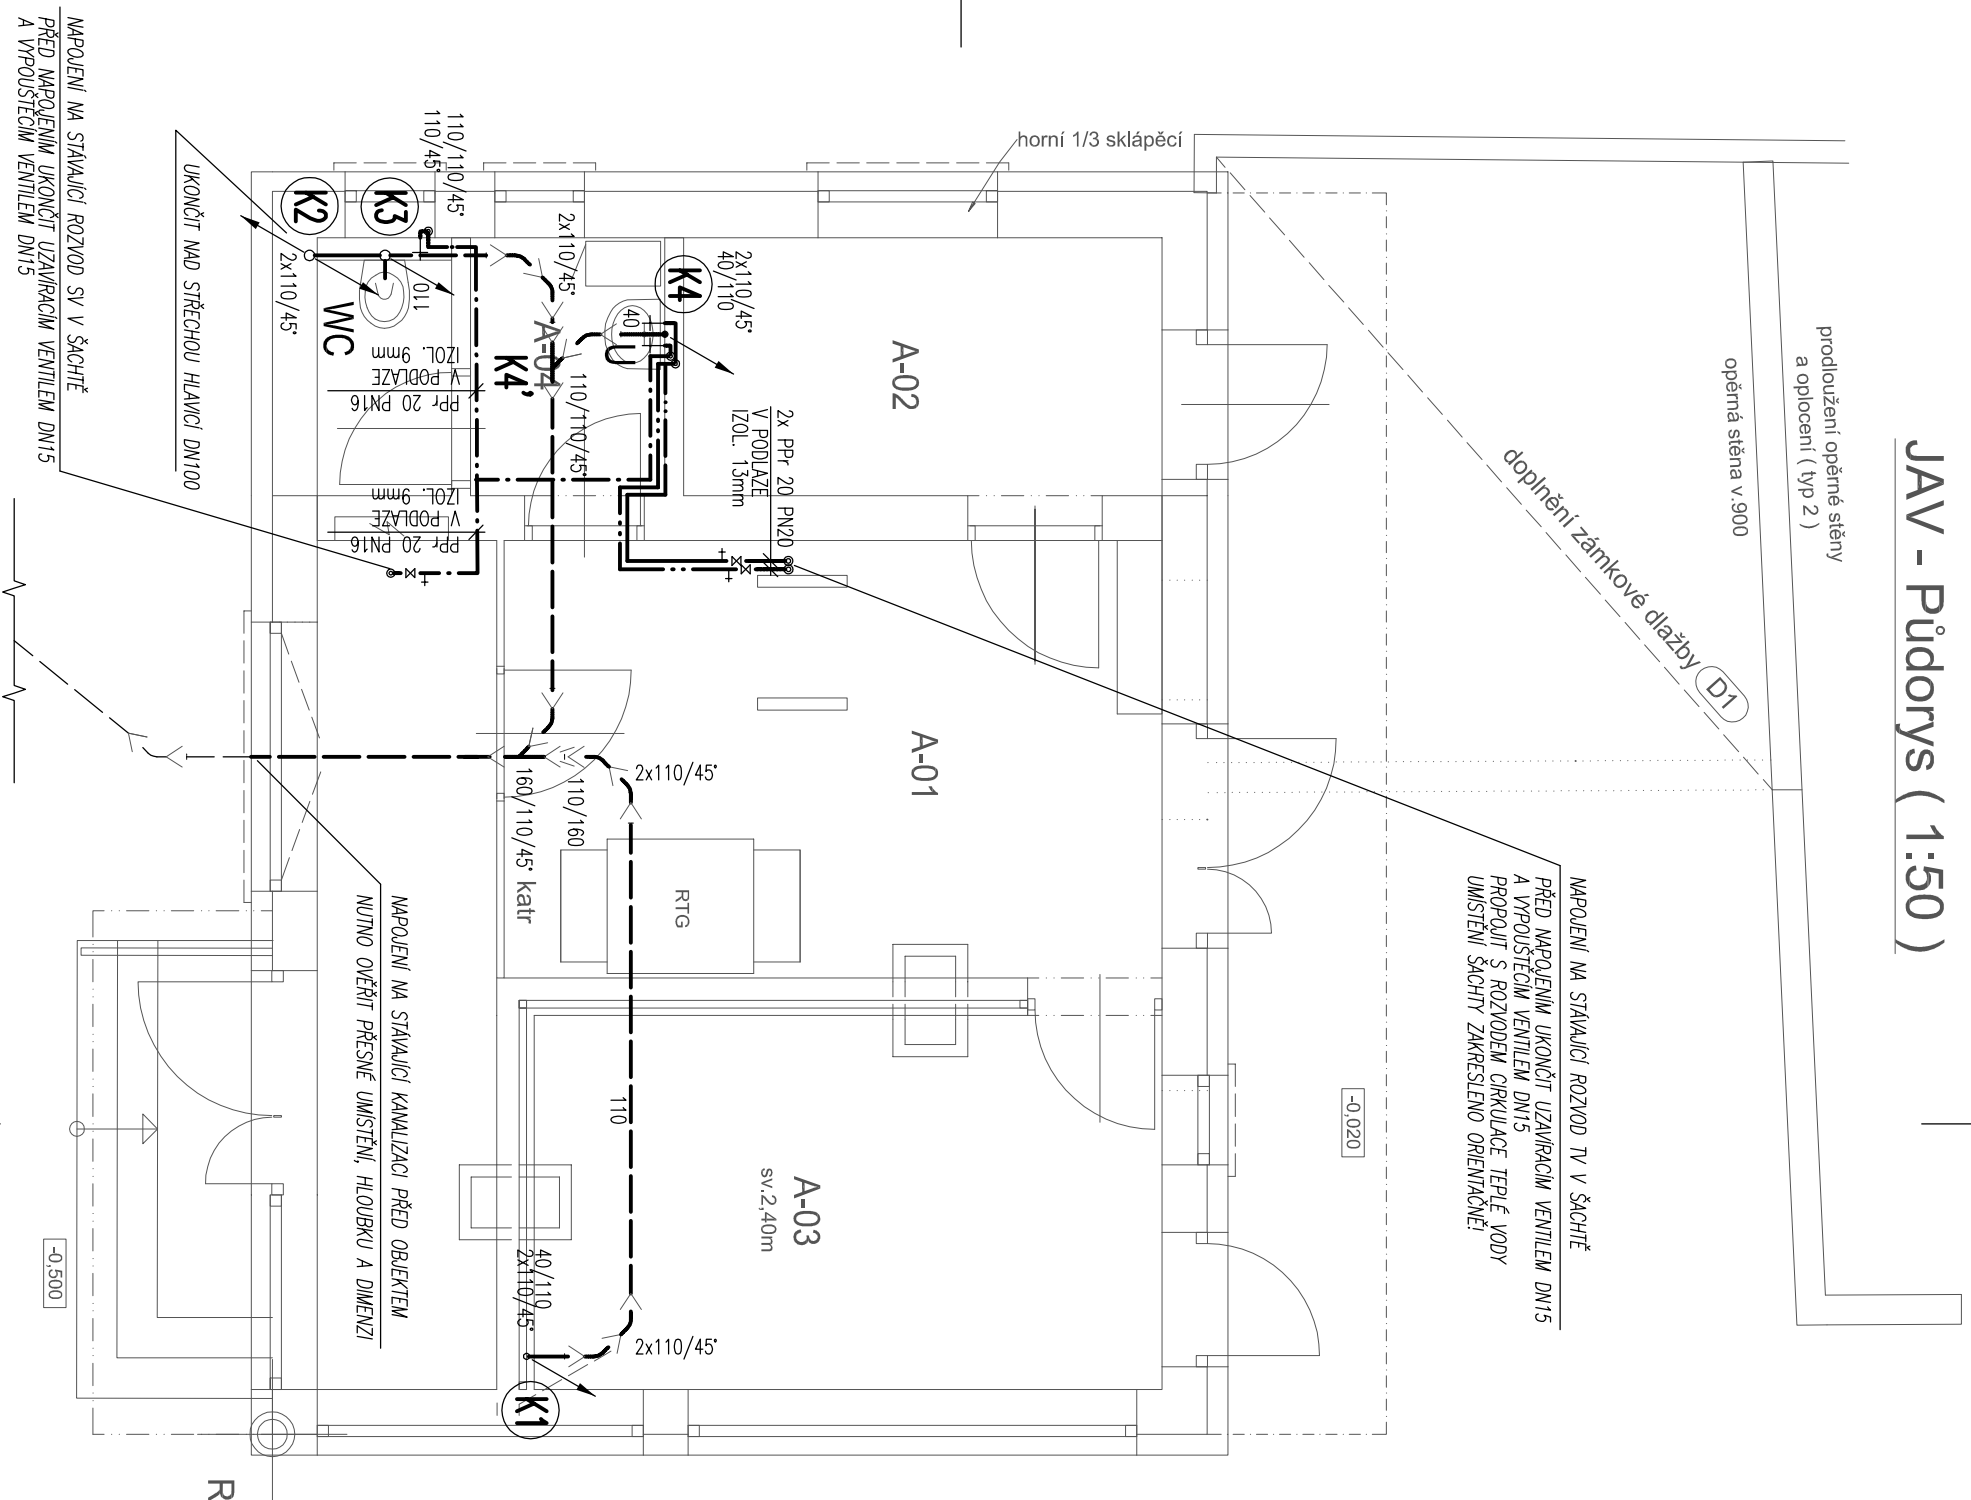 JAV - Půdorys ( 1:50 )
prodloužení opěrné stěny
a oplocení ( typ 2 )
opěrná stěna v.900
doplnění zámkové dlažby
D1
horní 1/3 sklápěcí
NAPOJENÍ NA STÁVAJÍCÍ ROZVOD TV V ŠACHTĚ
PŘED NAPOJENÍM UKONČIT UZAVÍRACÍM VENTILEM DN15
A VYPOUŠTĚCÍM VENTILEM DN15
PROPOJIT S ROZVODEM CIRKULACE TEPLÉ VODY
UMÍSTĚNÍ ŠACHTY ZAKRESLENO ORIENTAČNĚ!
-0,020
A-02
A-01
A-03
sv.2,40m
2x PPr 20 PN20
V PODLAZE
IZOL. 13mm
2x110/45°
40/110
K4
40
2x110/45°
A-04
K4'
110/110/45°
RTG
2x110/45°
110/160
160/110/45° katr
110
2x110/45°
40/110
2x110/45°
K1
110/110/45°
110/45°
K3
K2
110
2x110/45°
WC
PPr 20 PN16
V PODLAZE
IZOL. 9mm
PPr 20 PN16
V PODLAZE
IZOL. 9mm
UKONČIT NAD STŘECHOU HLAVICÍ DN100
NAPOJENÍ NA STÁVAJÍCÍ ROZVOD SV V ŠACHTĚ
PŘED NAPOJENÍM UKONČIT UZAVÍRACÍM VENTILEM DN15
A VYPOUŠTĚCÍM VENTILEM DN15
NAPOJENÍ NA STÁVAJÍCÍ KANALIZACI PŘED OBJEKTEM
NUTNO OVĚŘIT PŘESNÉ UMÍSTĚNÍ, HLOUBKU A DIMENZI
-0,500
R